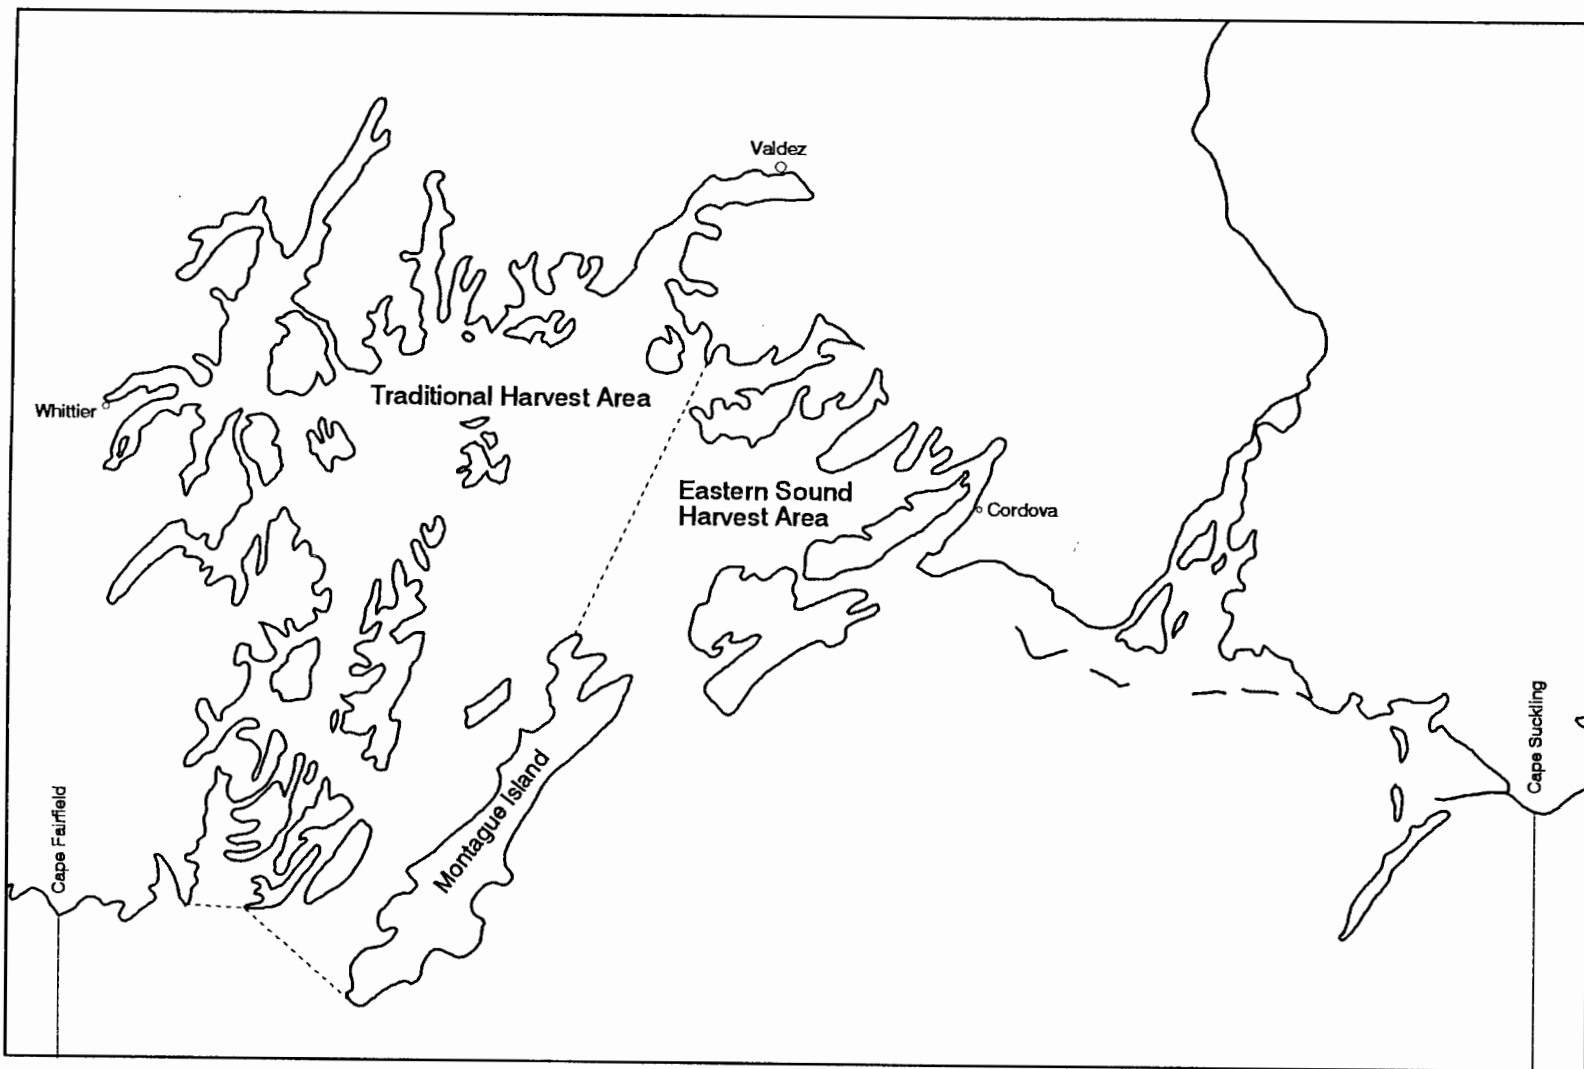 Valdez
Traditional Harvest Area
Whittier
Eastern Sound
Harvest Area
Cordova
Montague Island
Cape Fairfield
Cape Suckling